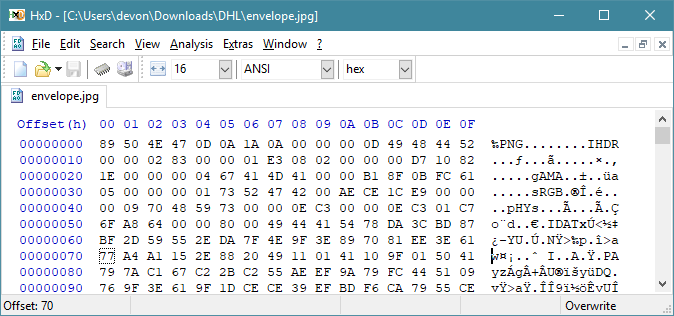 HxD - [C:\Users\devon\Downloads\DHL\envelope.jpg]
File Edit Search View Analysis Extras Window ?
16 ANSI hex
envelope.jpg
Offset(h) 00 01 02 03 04 05 06 07 08 09 0A 0B 0C 0D 0E 0F
00000000 89 50 4E 47 0D 0A 1A 0A 00 00 00 0D 49 48 44 52 ‰PNG........IHDR
00000010 00 00 02 83 00 00 01 E3 08 02 00 00 00 D7 10 82 ...ƒ...ã.....×.‚
00000020 1E 00 00 00 04 67 41 4D 41 00 00 B1 8F 0B FC 61 .....gAMA..±..üa
00000030 05 00 00 00 01 73 52 47 42 00 AE CE 1C E9 00 00 .....sRGB.®Î.é..
00000040 00 09 70 48 59 73 00 00 0E C3 00 00 0E C3 01 C7 ..pHYs...Ã...Ã.Ç
00000050 6F A8 64 00 00 80 00 49 44 41 54 78 DA 3C BD 87 o¨d..€.IDATxÚ<½‡
00000060 BF 2D 59 55 2E DA 7F 4E 9F 3E 89 70 81 EE 3E 61 ¿-YU.Ú.NŸ>‰p.î>a
00000070 77 A4 A1 15 2E 88 20 49 11 01 41 10 9F 01 50 41 w¤¡..ˆ I..A.Ÿ.PA
00000080 79 7A C1 67 C2 2B C2 55 AE EF 9A 79 FC 44 51 09 yzÁgÂ+ÂU®ïšyüDQ.
00000090 76 9F 3E 61 9F 1D CE CE 39 EF BD F6 CA 79 55 CE vŸ>aŸ.ÎÎ9ï½öÊyUÎ
Offset: 70 Overwrite